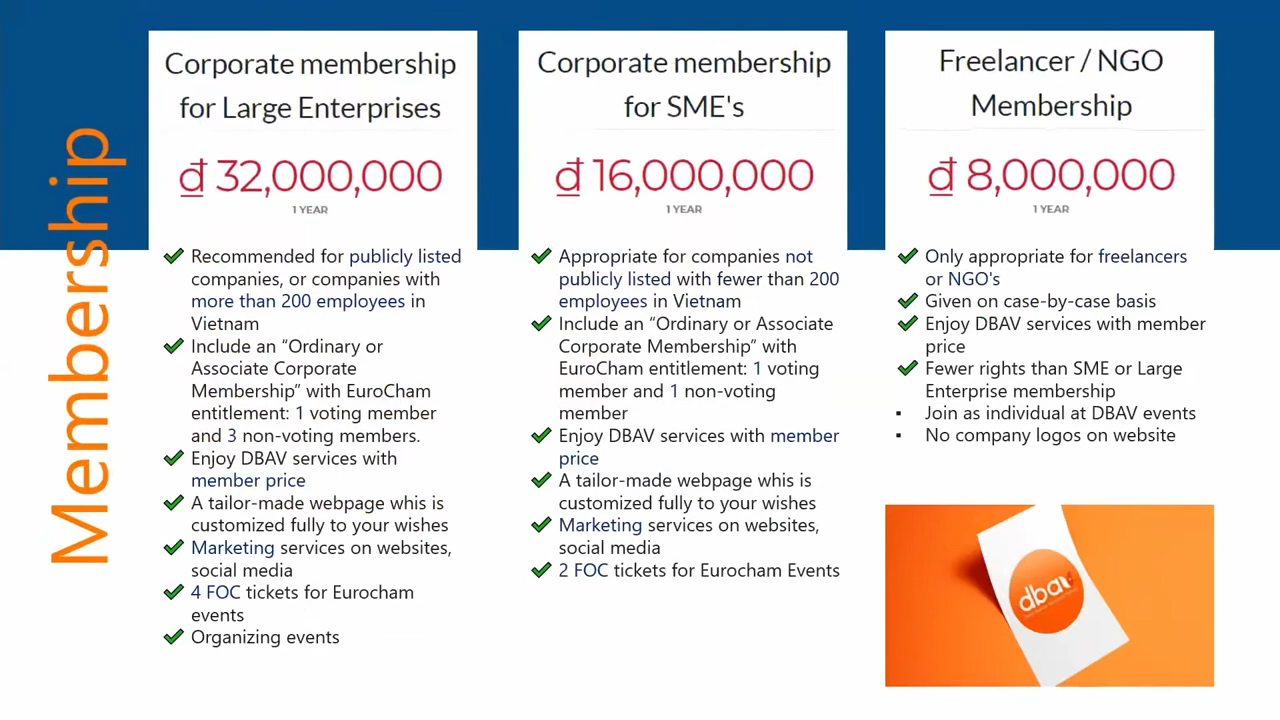 Membership
Corporate membership
for Large Enterprises
₫ 32,000,000
1 YEAR
✔ Recommended for publicly listed
companies, or companies with
more than 200 employees in
Vietnam
✔ Include an “Ordinary or
Associate Corporate
Membership” with EuroCham
entitlement: 1 voting member
and 3 non-voting members.
✔ Enjoy DBAV services with
member price
✔ A tailor-made webpage whis is
customized fully to your wishes
✔ Marketing services on websites,
social media
✔ 4 FOC tickets for Eurocham
events
✔ Organizing events
Corporate membership
for SME's
₫ 16,000,000
1 YEAR
✔ Appropriate for companies not
publicly listed with fewer than 200
employees in Vietnam
✔ Include an “Ordinary or Associate
Corporate Membership” with
EuroCham entitlement: 1 voting
member and 1 non-voting
member
✔ Enjoy DBAV services with member
price
✔ A tailor-made webpage whis is
customized fully to your wishes
✔ Marketing services on websites,
social media
✔ 2 FOC tickets for Eurocham Events
Freelancer / NGO
Membership
₫ 8,000,000
1 YEAR
✔ Only appropriate for freelancers
or NGO's
✔ Given on case-by-case basis
✔ Enjoy DBAV services with member
price
✔ Fewer rights than SME or Large
Enterprise membership
▪ Join as individual at DBAV events
▪ No company logos on website
dbav